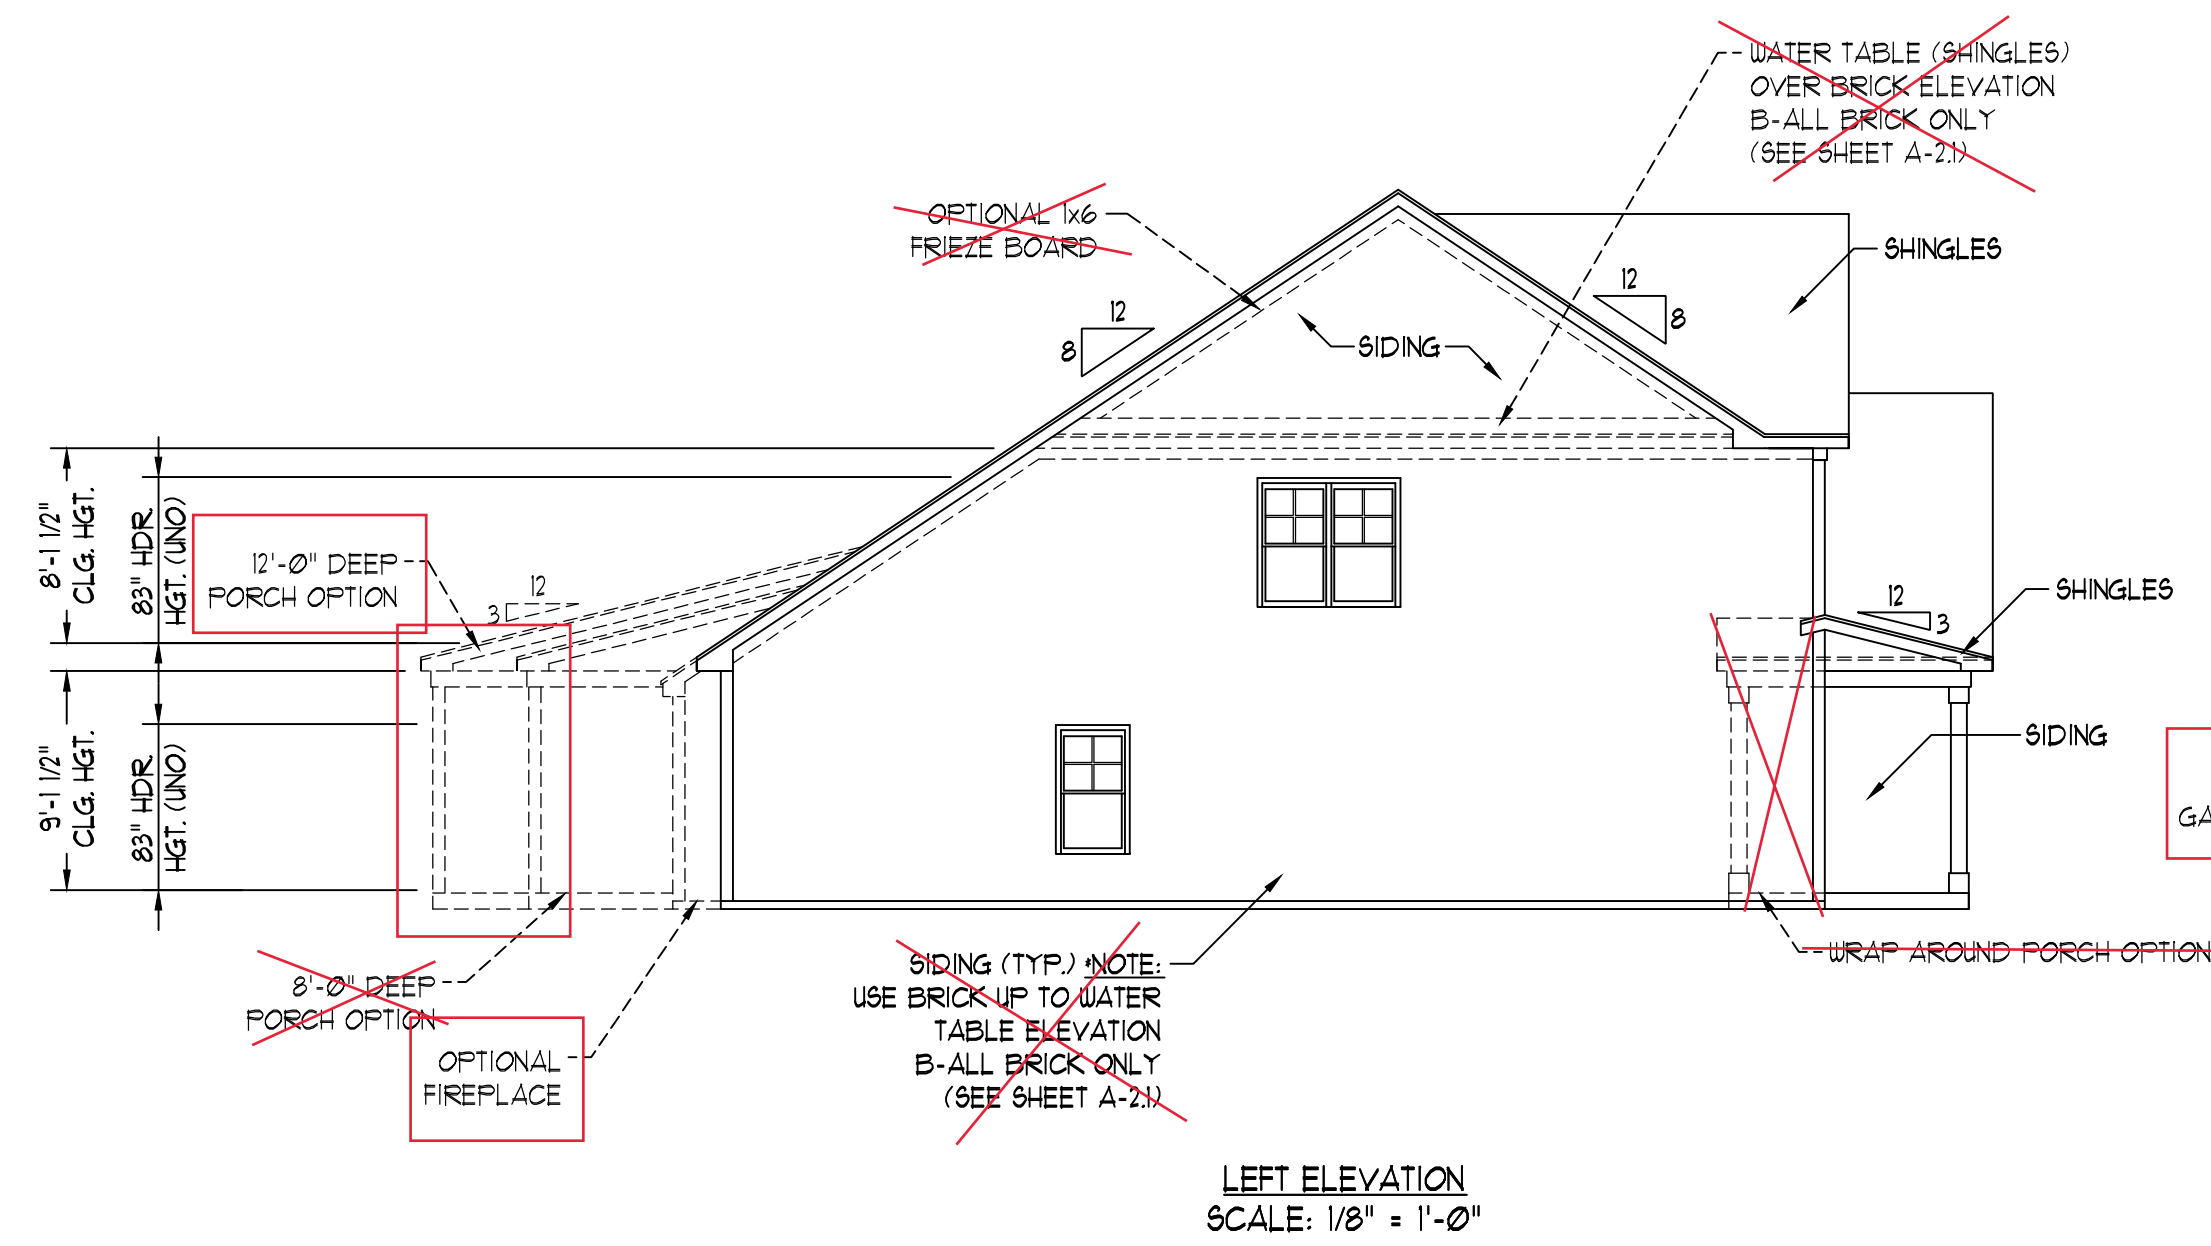 WATER TABLE (SHINGLES)
OVER BRICK ELEVATION
B-ALL BRICK ONLY
(SEE SHEET A-2.1)
OPTIONAL 1x6
FRIEZE BOARD
SHINGLES
12
8
12
8
SIDING
8'-1 1/2"
CLG. HGT.
83" HDR.
HGT. (UNO)
12'-0" DEEP
PORCH OPTION
12
3
SHINGLES
12
3
9'-1 1/2"
CLG. HGT.
83" HDR.
HGT. (UNO)
SIDING
GA
WRAP AROUND PORCH OPTION
8'-0" DEEP
PORCH OPTION
SIDING (TYP.) *NOTE:
USE BRICK UP TO WATER
TABLE ELEVATION
B-ALL BRICK ONLY
(SEE SHEET A-2.1)
OPTIONAL
FIREPLACE
LEFT ELEVATION
SCALE: 1/8" = 1'-0"